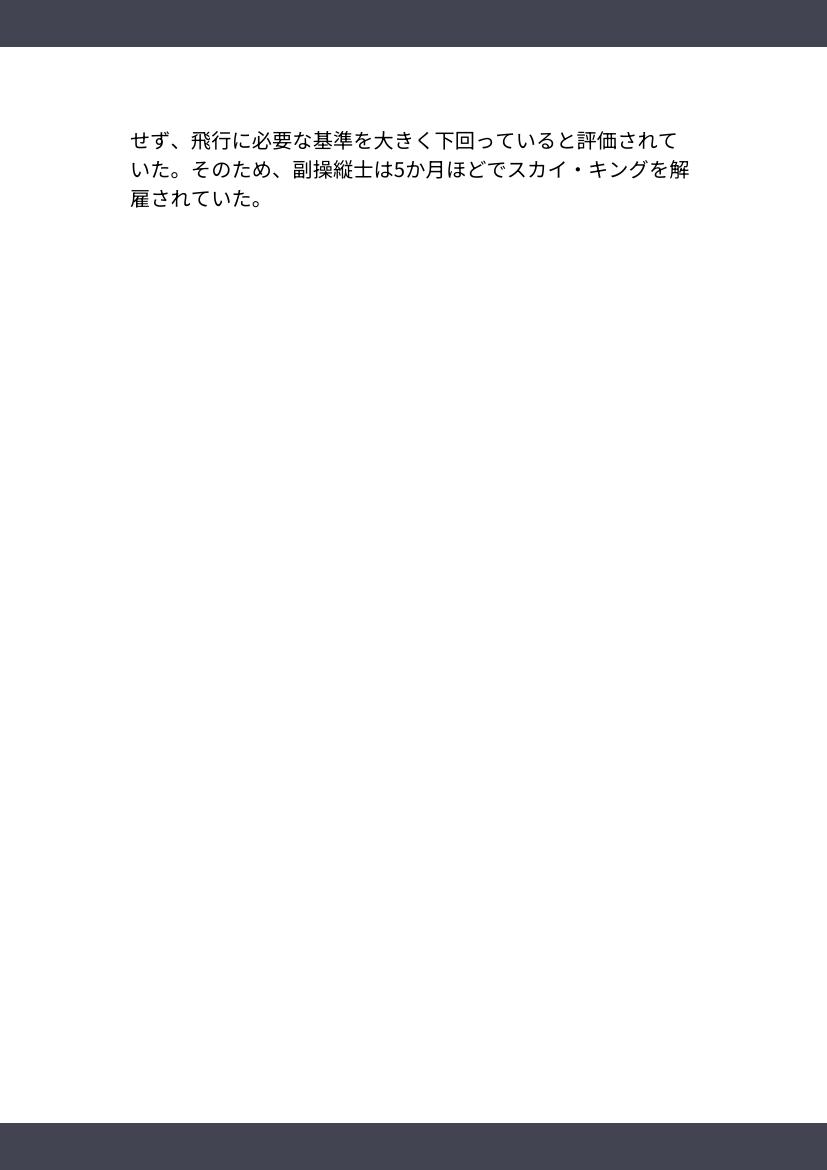 せず、飛行に必要な基準を大きく下回っていると評価されて
いた。そのため、副操縦士は5か月ほどでスカイ・キングを解
雇されていた。